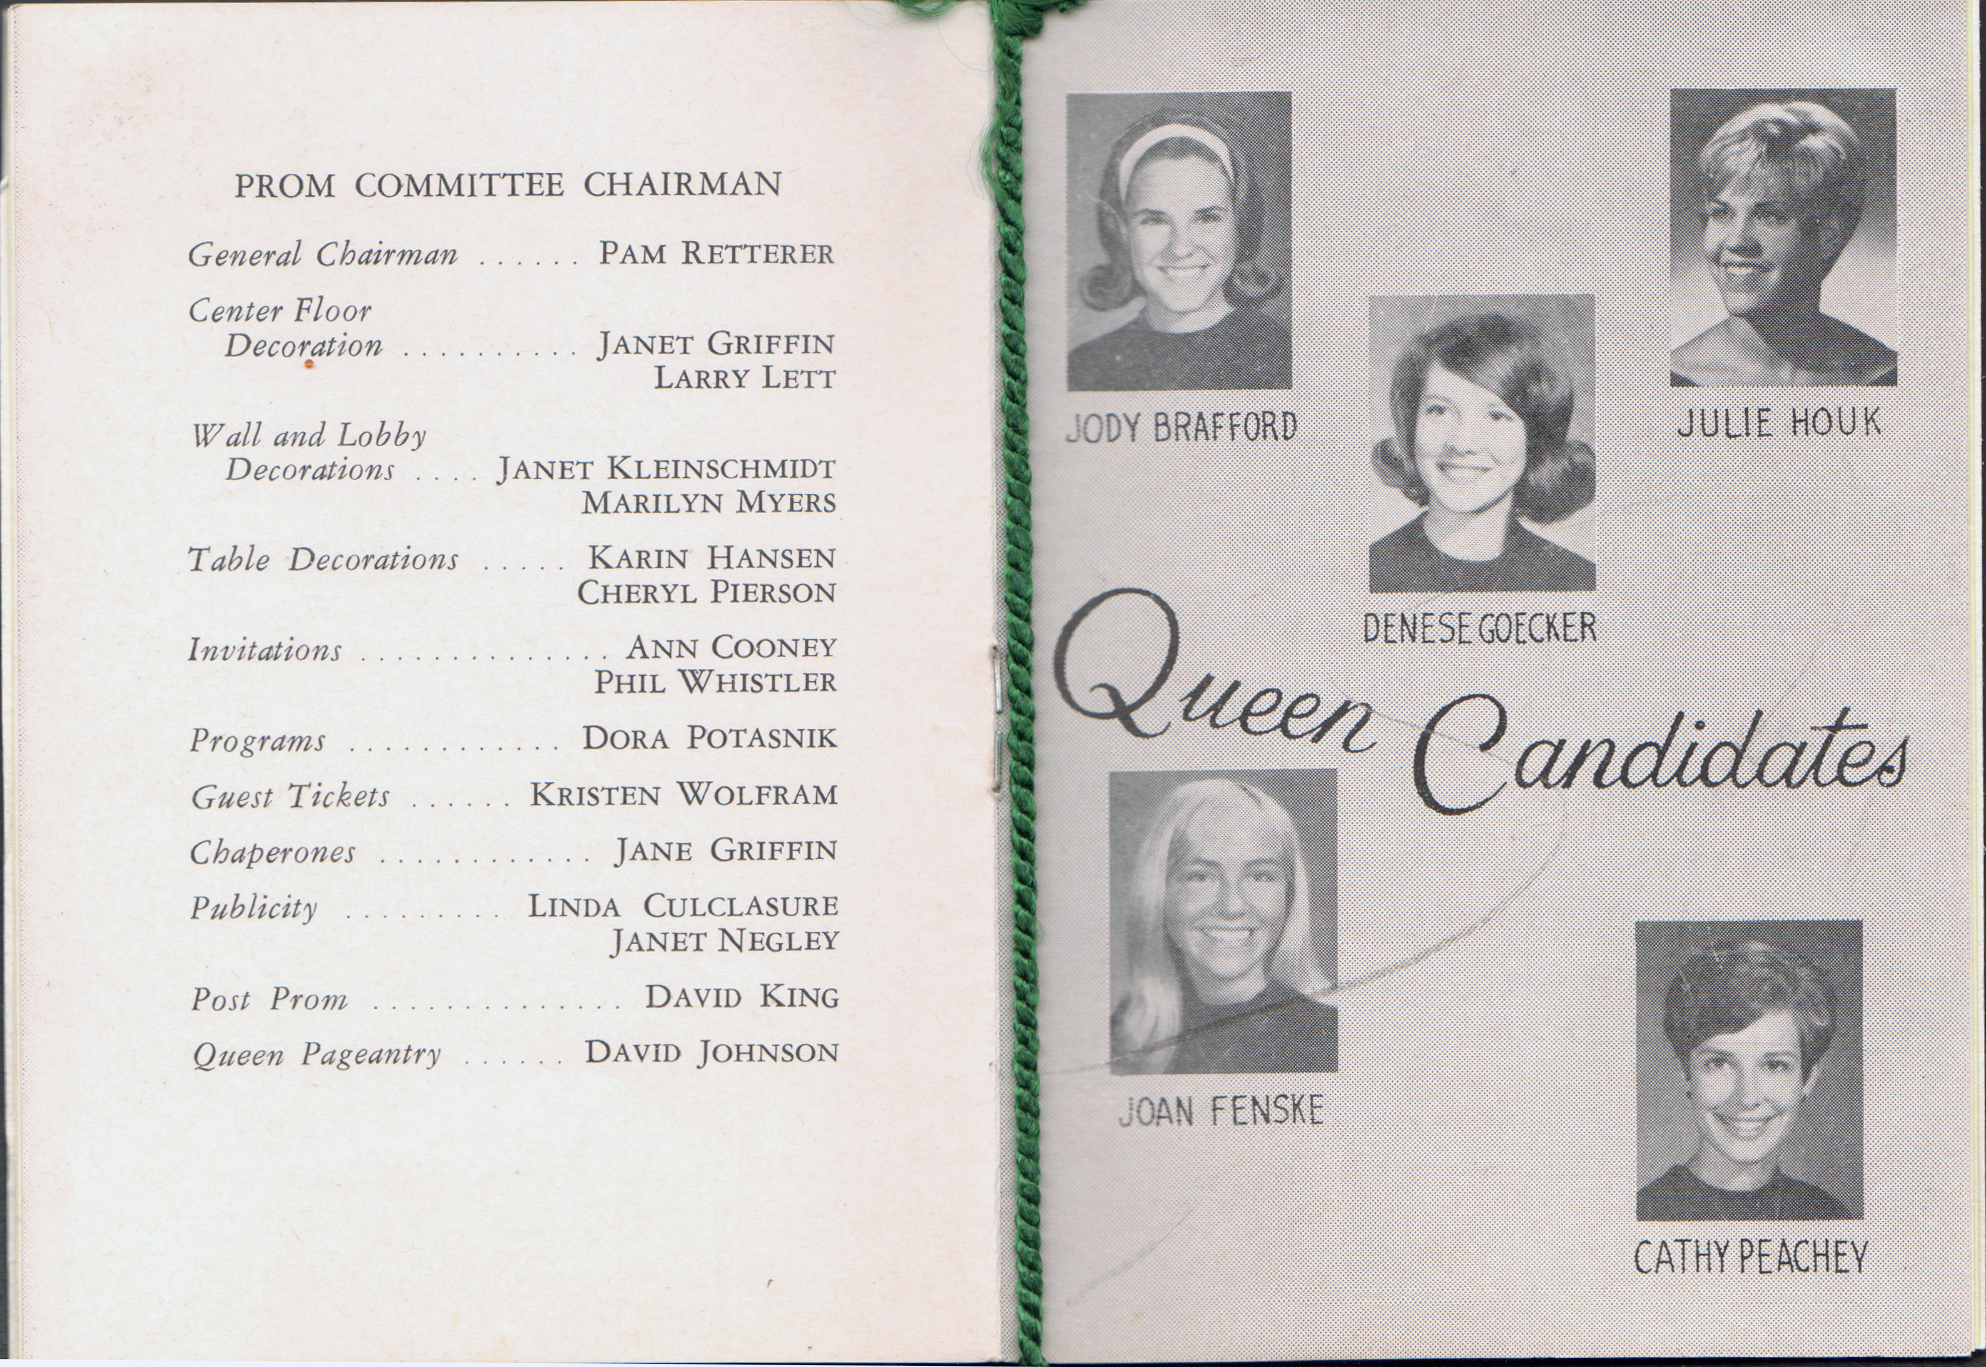 PROM COMMITTEE CHAIRMAN
General Chairman ...... PAM RETTERER
Center Floor
Decoration .......... JANET GRIFFIN
LARRY LETT
Wall and Lobby
Decorations .... JANET KLEINSCHMIDT
MARILYN MYERS
Table Decorations ..... KARIN HANSEN
CHERYL PIERSON
Invitations .............. ANN COONEY
PHIL WHISTLER
Programs ............ DORA POTASNIK
Guest Tickets ...... KRISTEN WOLFRAM
Chaperones ............ JANE GRIFFIN
Publicity ......... LINDA CULCLASURE
JANET NEGLEY
Post Prom .............. DAVID KING
Queen Pageantry ...... DAVID JOHNSON
JODY BRAFFORD
JULIE HOUK
DENESE GOECKER
Queen Candidates
JOAN FENSKE
CATHY PEACHEY